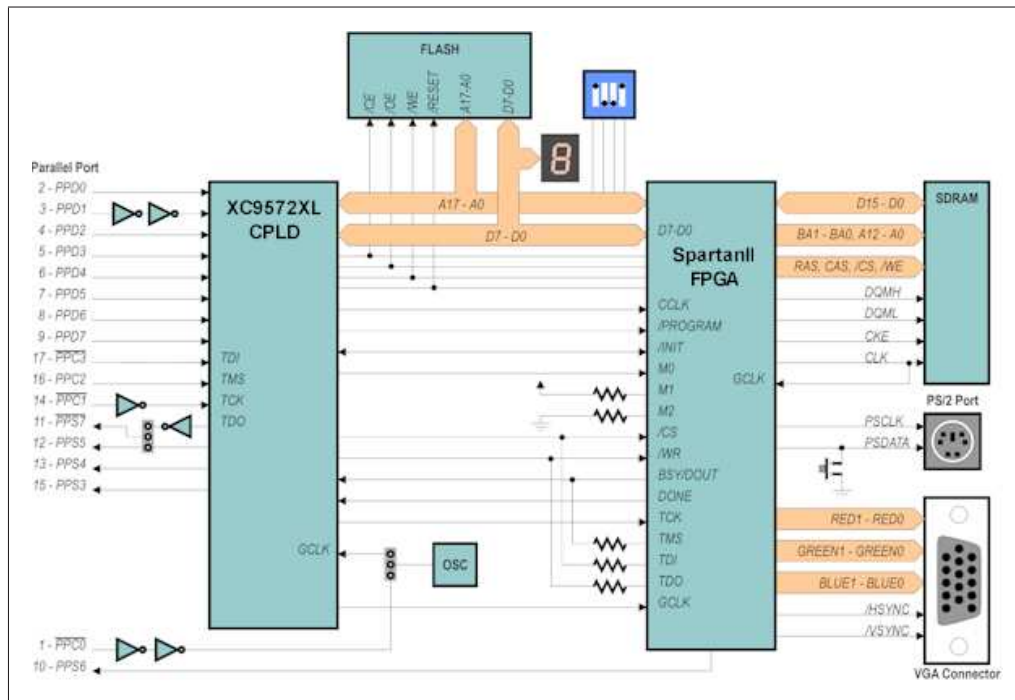 FLASH
/CE
/OE
/WE
/RESET
A17-A0
D7-D0
8
Parallel Port
2 - PPD0
3 - PPD1
4 - PPD2
5 - PPD3
6 - PPD4
7 - PPD5
8 - PPD6
9 - PPD7
17 - PPC3
16 - PPC2
14 - PPC1
11 - PPS7
12 - PPS5
13 - PPS4
15 - PPS3
1 - PPC0
10 - PPS6
XC9572XL
CPLD
TDI
TMS
TCK
TDO
GCLK
A17 - A0
D7 - D0
OSC
D7-D0
SpartanII
FPGA
CCLK
/PROGRAM
/INIT
M0
M1
M2
/CS
/WR
BSY/DOUT
DONE
TCK
TMS
TDI
TDO
GCLK
GCLK
D15 - D0
BA1 - BA0, A12 - A0
RAS, CAS, /CS, /WE
DQMH
DQML
CKE
CLK
SDRAM
PS/2 Port
PSCLK
PSDATA
RED1 - RED0
GREEN1 - GREEN0
BLUE1 - BLUE0
/HSYNC
/VSYNC
VGA Connector